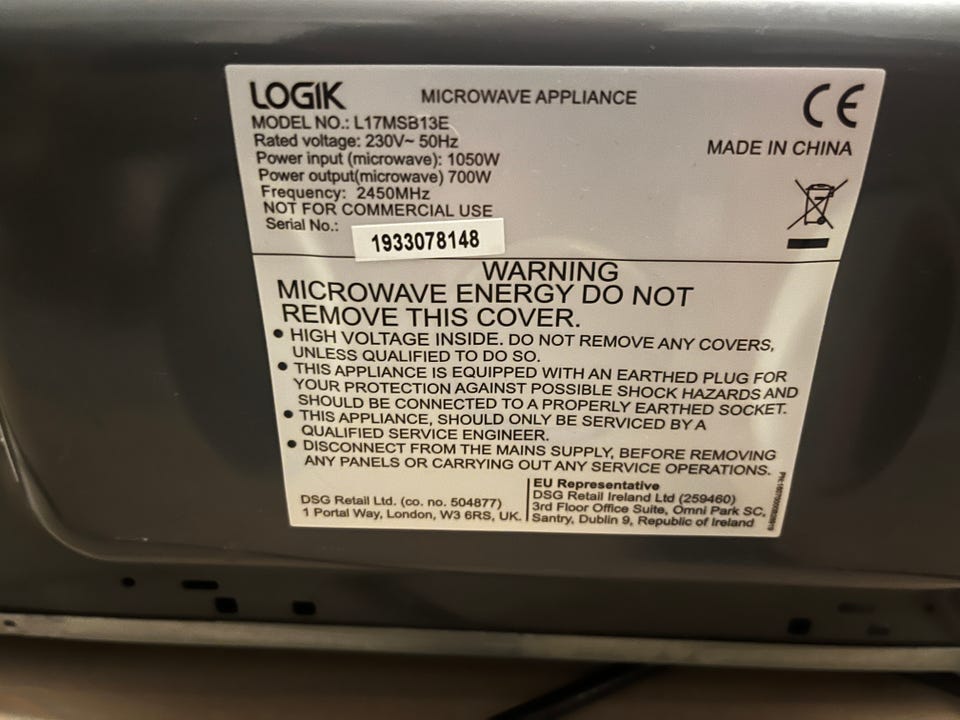 LOGIK
MICROWAVE APPLIANCE
CE
MODEL NO.: L17MSB13E
Rated voltage: 230V~ 50Hz
Power input (microwave): 1050W
Power output(microwave) 700W
Frequency: 2450MHz
NOT FOR COMMERCIAL USE
Serial No.:
1933078148
MADE IN CHINA
WARNING
MICROWAVE ENERGY DO NOT
REMOVE THIS COVER.
• HIGH VOLTAGE INSIDE. DO NOT REMOVE ANY COVERS,
UNLESS QUALIFIED TO DO SO.
• THIS APPLIANCE IS EQUIPPED WITH AN EARTHED PLUG FOR
YOUR PROTECTION AGAINST POSSIBLE SHOCK HAZARDS AND
SHOULD BE CONNECTED TO A PROPERLY EARTHED SOCKET.
• THIS APPLIANCE, SHOULD ONLY BE SERVICED BY A
QUALIFIED SERVICE ENGINEER.
• DISCONNECT FROM THE MAINS SUPPLY, BEFORE REMOVING
ANY PANELS OR CARRYING OUT ANY SERVICE OPERATIONS.
DSG Retail Ltd. (co. no. 504877)
1 Portal Way, London, W3 6RS, UK.
EU Representative
DSG Retail Ireland Ltd (259460)
3rd Floor Office Suite, Omni Park SC,
Santry, Dublin 9, Republic of Ireland